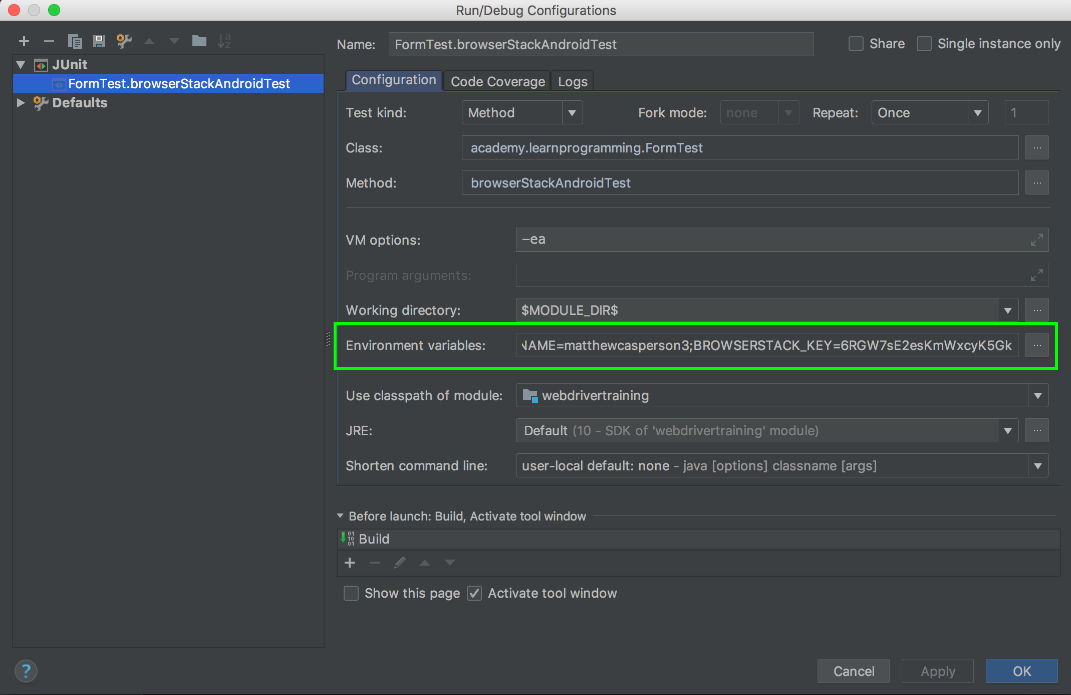 Run/Debug Configurations
Name: FormTest.browserStackAndroidTest Share Single instance only
JUnit
FormTest.browserStackAndroidTest
Defaults
Configuration Code Coverage Logs
Test kind: Method Fork mode: none Repeat: Once 1
Class: academy.learnprogramming.FormTest ...
Method: browserStackAndroidTest ...
VM options: -ea
Program arguments:
Working directory: $MODULE_DIR$ ...
Environment variables: NAME=matthewcasperson3;BROWSERSTACK_KEY=6RGW7sE2esKmWxcyK5Gk ...
Use classpath of module: webdrivertraining
JRE: Default (10 - SDK of 'webdrivertraining' module) ...
Shorten command line: user-local default: none - java [options] classname [args]
Before launch: Build, Activate tool window
Build
Show this page Activate tool window
? Cancel Apply OK